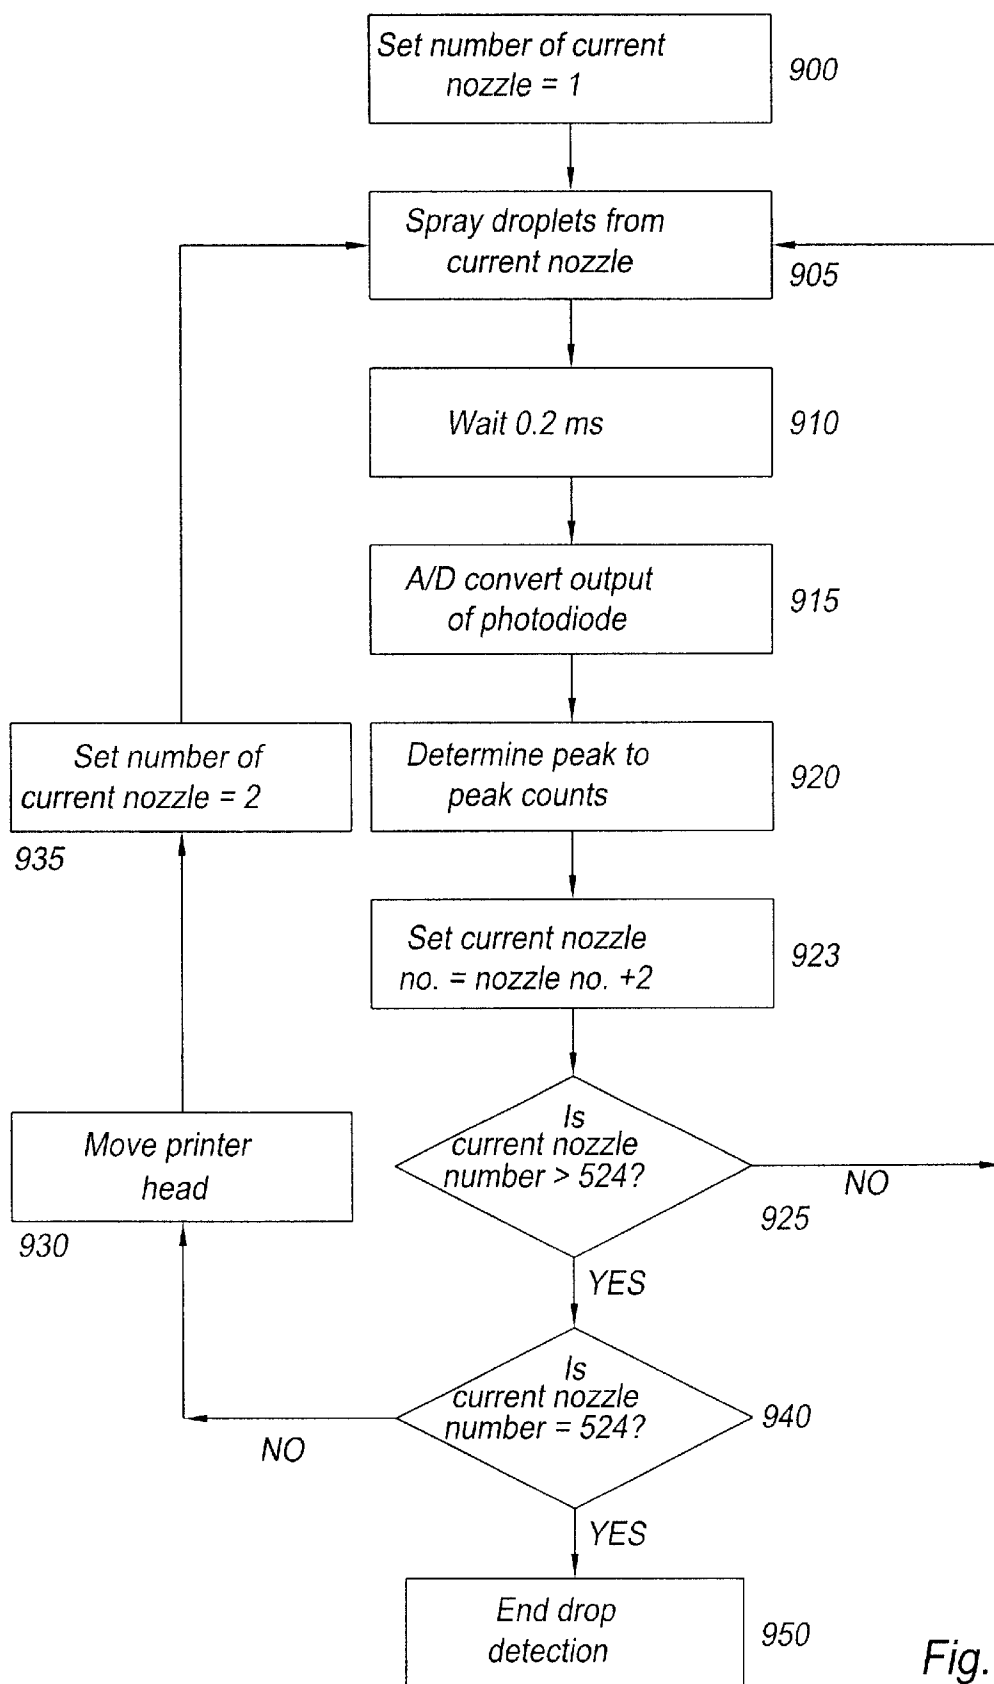 Set number of current
nozzle = 1
900
Spray droplets from
current nozzle
905
Wait 0.2 ms
910
A/D convert output
of photodiode
915
Set number of
current nozzle = 2
935
Determine peak to
peak counts
920
Set current nozzle
no. = nozzle no. +2
923
Move printer
head
930
Is
current nozzle
number > 524?
NO
925
YES
Is
current nozzle
number = 524?
940
NO
YES
End drop
detection
950
Fig.